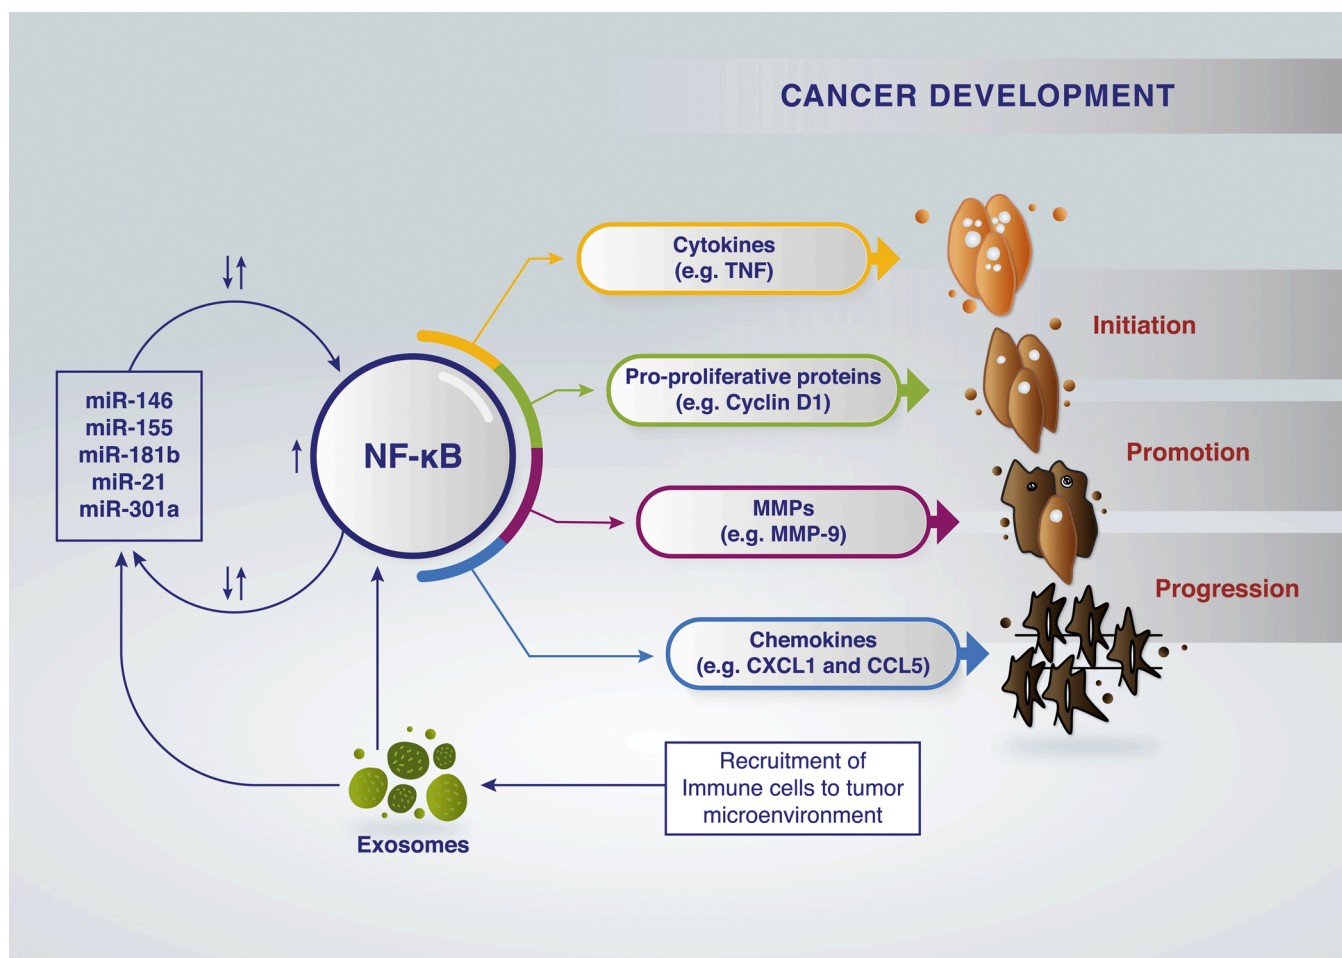 CANCER DEVELOPMENT
Cytokines
(e.g. TNF)
Initiation
Pro-proliferative proteins
(e.g. Cyclin D1)
miR-146
miR-155
miR-181b
miR-21
miR-301a
NF-κB
Promotion
MMPs
(e.g. MMP-9)
Progression
Chemokines
(e.g. CXCL1 and CCL5)
Recruitment of
Immune cells to tumor
microenvironment
Exosomes